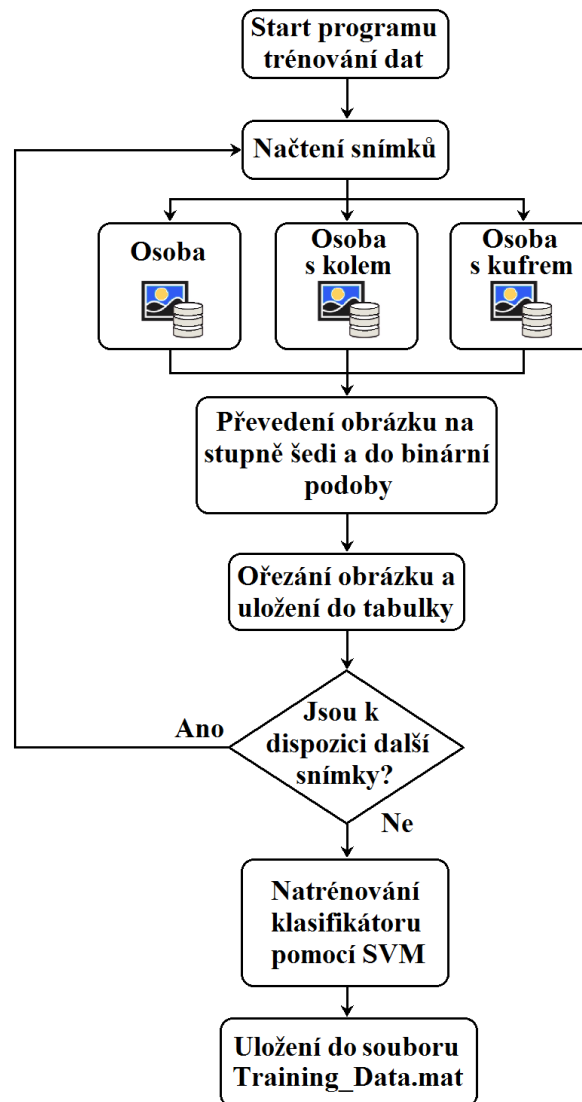 Start programu
trénování dat
Načtení snímků
Osoba
Osoba
s kolem
Osoba
s kufrem
Převedení obrázku na
stupně šedi a do binární
podoby
Ořezání obrázku a
uložení do tabulky
Jsou k
dispozici další
snímky?
Ano
Ne
Natrénování
klasifikátoru
pomocí SVM
Uložení do souboru
Training_Data.mat